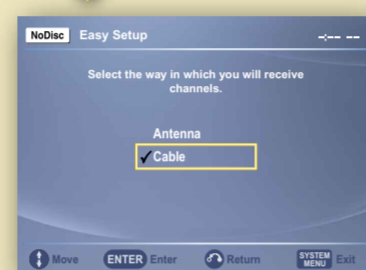 NoDisc Easy Setup -:-- --
Select the way in which you will receive
channels.
Antenna
✓ Cable
Move ENTER Enter Return SYSTEM MENU Exit